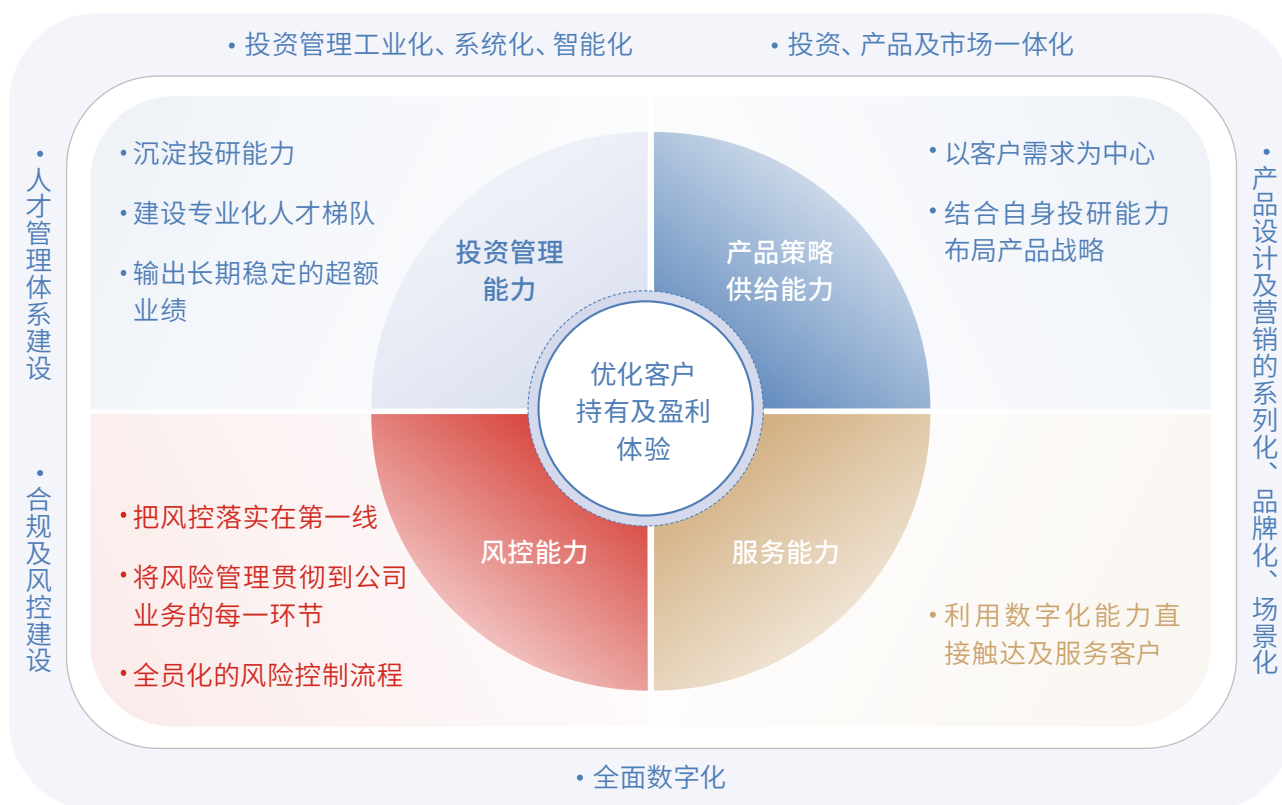 • 投资管理工业化、系统化、智能化
• 投资、产品及市场一体化
• 人才管理体系建设
• 合规及风控建设
• 沉淀投研能力
• 建设专业化人才梯队
• 输出长期稳定的超额
业绩
投资管理
能力
产品策略
供给能力
• 以客户需求为中心
• 结合自身投研能力
布局产品战略
优化客户
持有及盈利
体验
• 把风控落实在第一线
• 将风险管理贯彻到公司
业务的每一环节
• 全员化的风险控制流程
风控能力
服务能力
• 利用数字化能力直
接触达及服务客户
• 产品设计及营销的系列化、品牌化、场景化
• 全面数字化